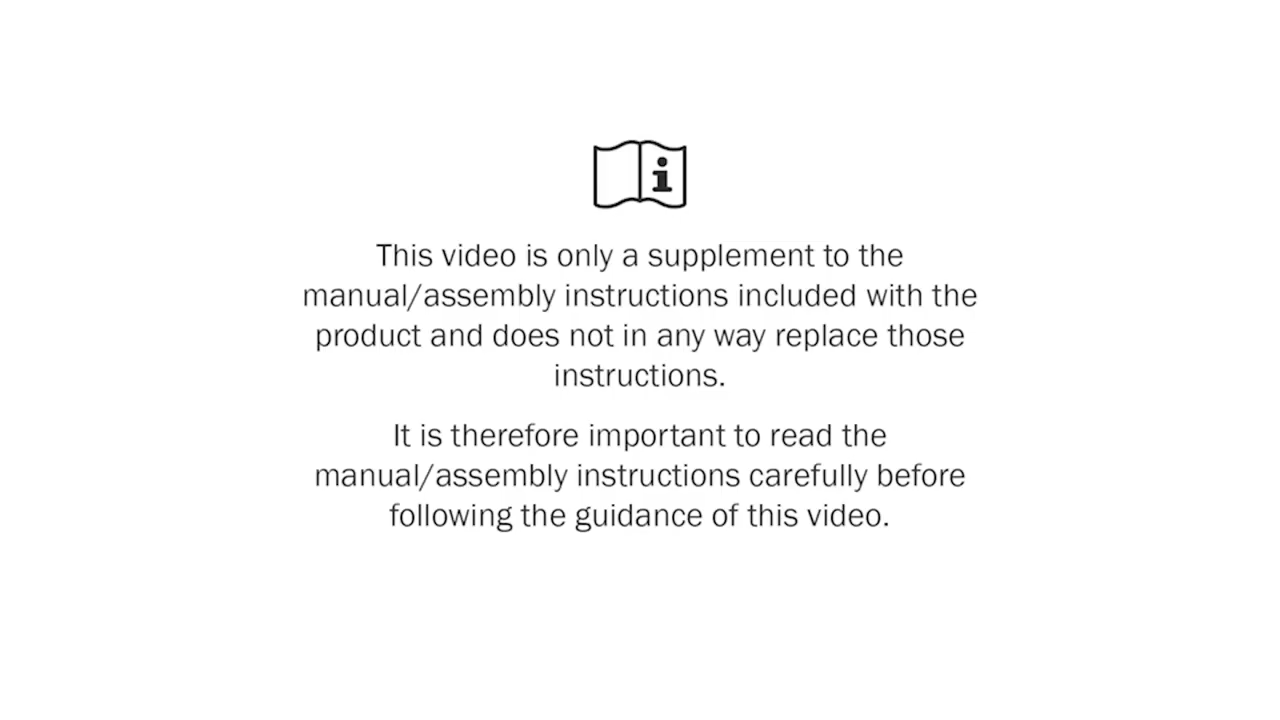 i
This video is only a supplement to the
manual/assembly instructions included with the
product and does not in any way replace those
instructions.
It is therefore important to read the
manual/assembly instructions carefully before
following the guidance of this video.